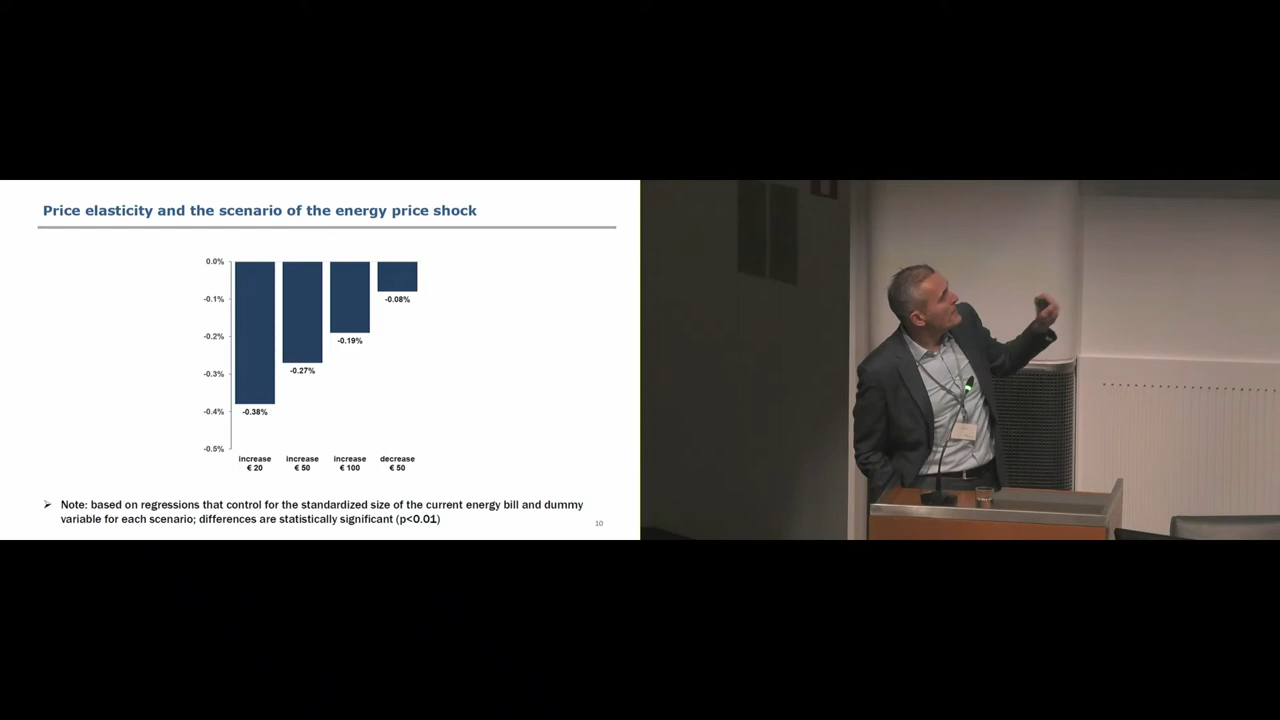 Price elasticity and the scenario of the energy price shock
0.0%
-0.1%
-0.2%
-0.3%
-0.4%
-0.5%
-0.38%
-0.27%
-0.19%
-0.08%
increase
€ 20
increase
€ 50
increase
€ 100
decrease
€ 50
➢ Note: based on regressions that control for the standardized size of the current energy bill and dummy
variable for each scenario; differences are statistically significant (p<0.01)
10